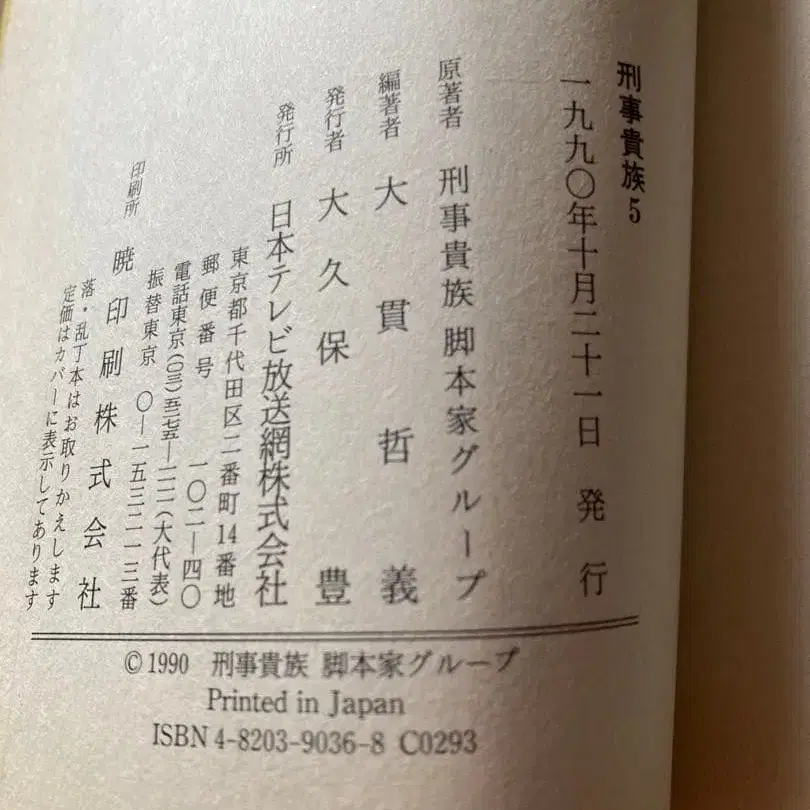 刑事貴族5
一九九〇年十月二十一日 発行
原著者 刑事貴族 脚本家グループ
編著者 大貫哲義
発行者 大久保豊
発行所 日本テレビ放送網株式会社
東京都千代田区二番町14番地
郵便番号 一〇二―四〇
電話東京(〇三)五二七五―二一一(大代表)
振替東京 〇―一五三二一三番
印刷所 暁印刷株式会社
落・乱丁本はお取りかえします
定価はカバーに表示してあります
©1990 刑事貴族 脚本家グループ
Printed in Japan
ISBN4-8203-9036-8 C0293